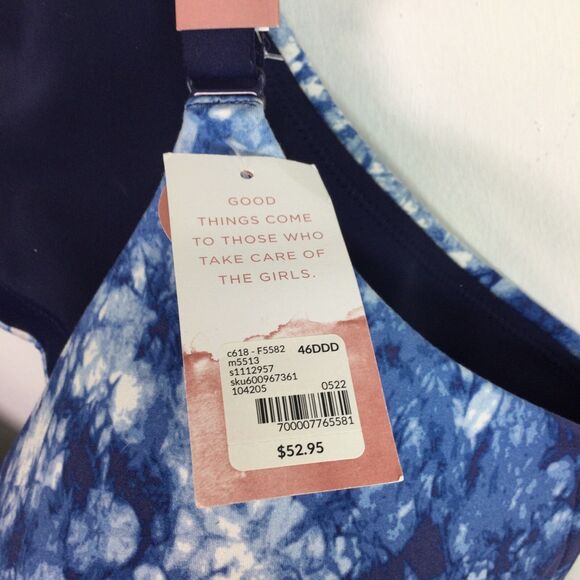 GOOD
THINGS COME
TO THOSE WHO
TAKE CARE OF
THE GIRLS.
c618 - F5582 46DDD
m5513
s1112957
sku600967361
104205 0522
700007765581
$52.95